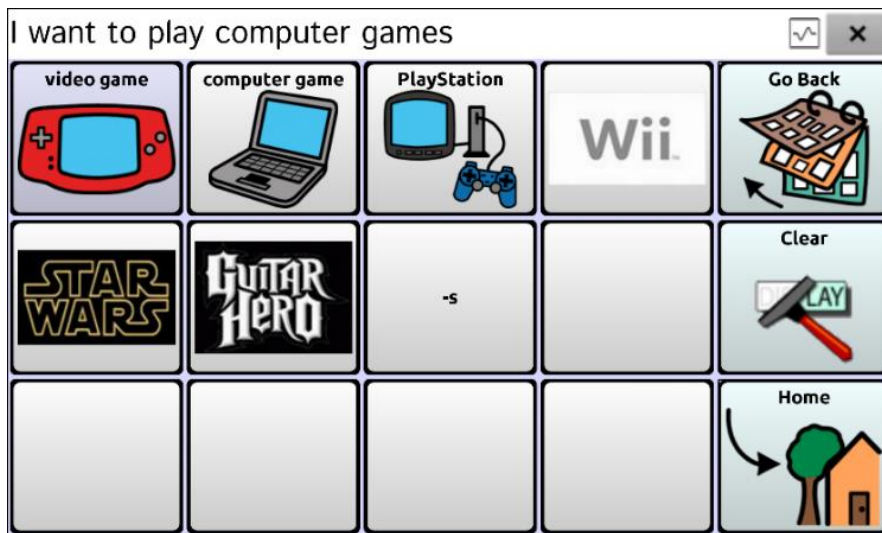 I want to play computer games
video game
computer game
PlayStation
Wii
Go Back
STAR
WARS
GUITAR
HERO
-s
Clear
DISPLAY
Home